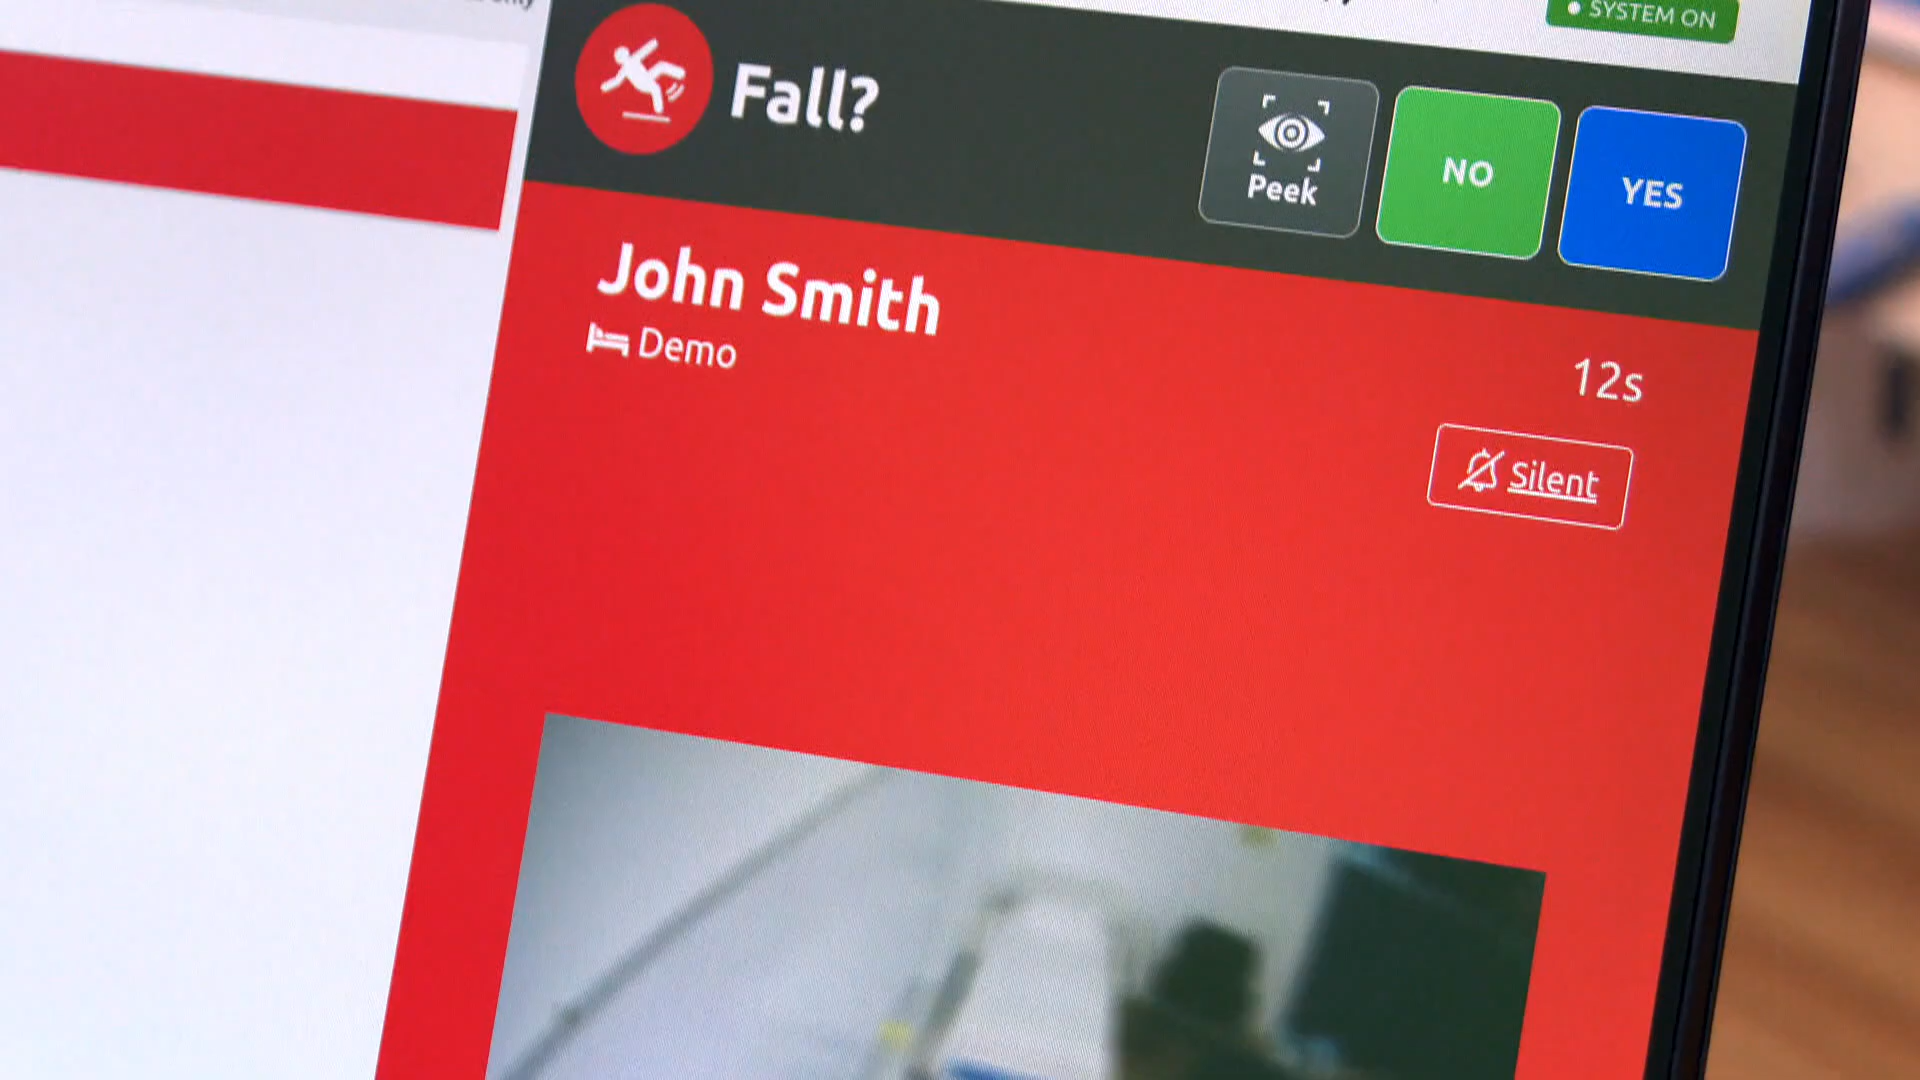 SYSTEM ON
Fall?
Peek
NO
YES
John Smith
Demo
12s
Silent